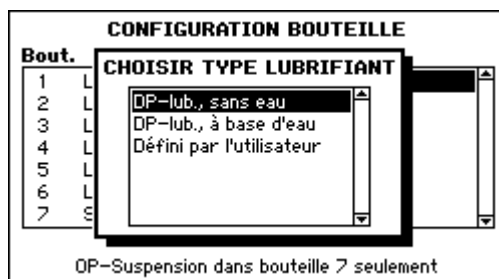 CONFIGURATION BOUTEILLE
Bout.
CHOISIR TYPE LUBRIFIANT
1 L
2 L
3 L
4 L
5 L
6 L
7 S
DP-lub., sans eau
DP-lub., à base d'eau
Défini par l'utilisateur
OP-Suspension dans bouteille 7 seulement